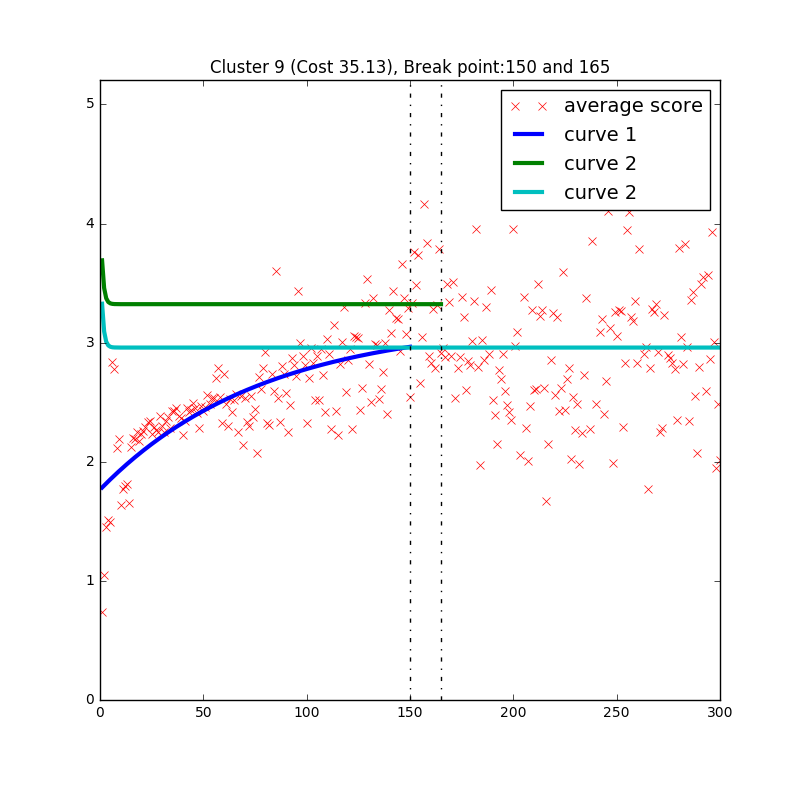 Cluster 9 (Cost 35.13), Break point:150 and 165
average score
curve 1
curve 2
curve 2
5
4
3
2
1
0
0 50 100 150 200 250 300